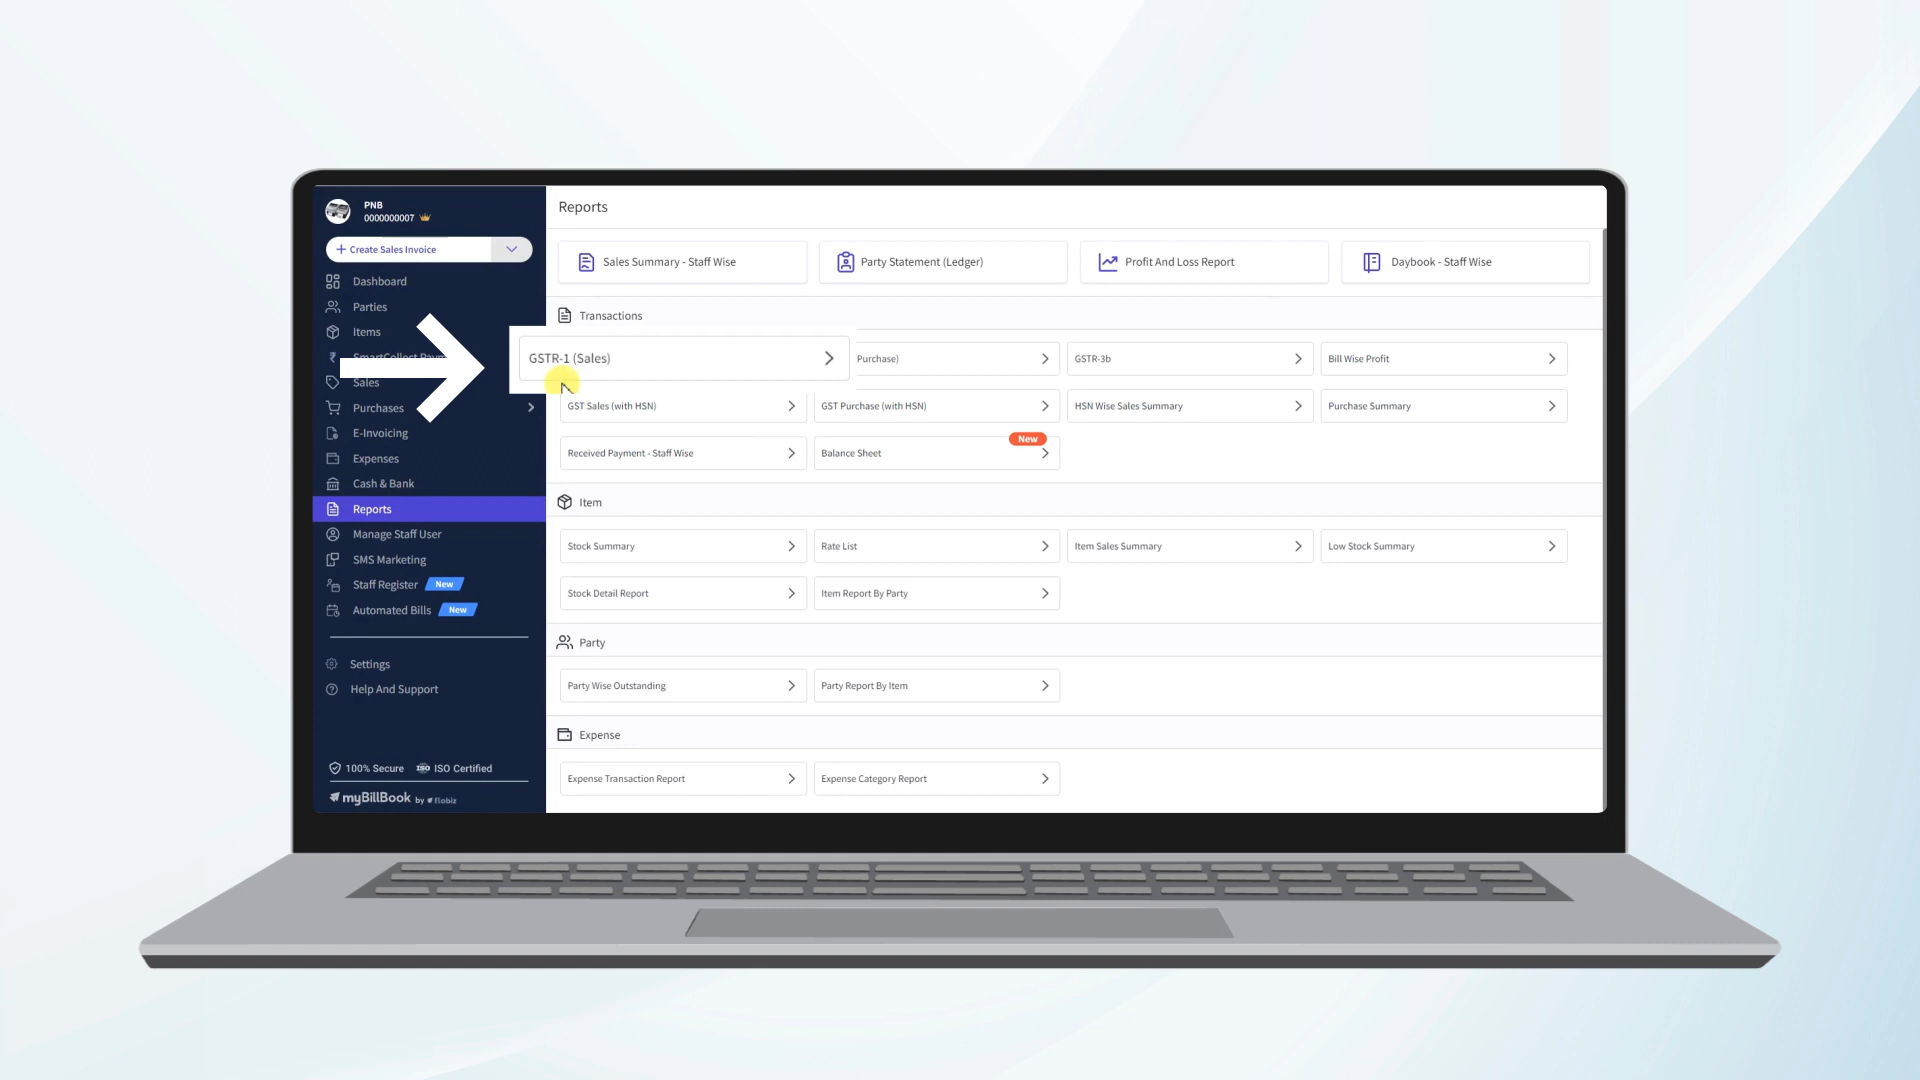 PNB
0000000007
+ Create Sales Invoice
Dashboard
Parties
Items
Sales
Purchases
E-Invoicing
Expenses
Cash & Bank
Reports
Manage Staff User
SMS Marketing
Staff Register New
Automated Bills New
Settings
Help And Support
100% Secure ISO ISO Certified
myBillBook by flobiz
Reports
Sales Summary - Staff Wise
Party Statement (Ledger)
Profit And Loss Report
Daybook - Staff Wise
Transactions
GSTR-1 (Sales)
Purchase)
GSTR-3b
Bill Wise Profit
GST Sales (with HSN)
GST Purchase (with HSN)
HSN Wise Sales Summary
Purchase Summary
Received Payment - Staff Wise
Balance Sheet
New
Item
Stock Summary
Rate List
Item Sales Summary
Low Stock Summary
Stock Detail Report
Item Report By Party
Party
Party Wise Outstanding
Party Report By Item
Expense
Expense Transaction Report
Expense Category Report